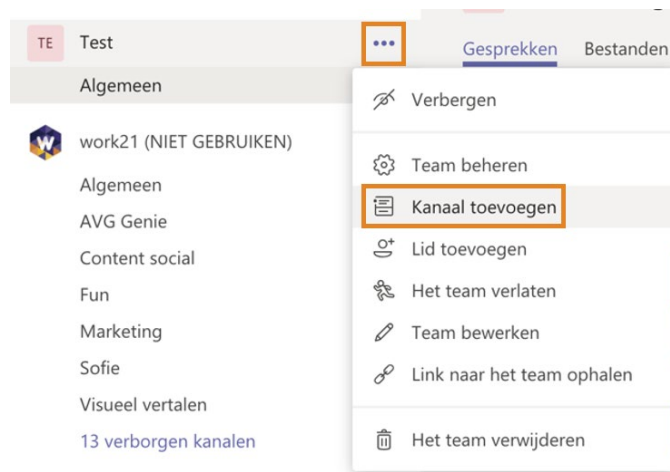 TE Test •••
Algemeen
W work21 (NIET GEBRUIKEN)
Algemeen
AVG Genie
Content social
Fun
Marketing
Sofie
Visueel vertalen
13 verborgen kanalen
Gesprekken Bestanden
Verbergen
Team beheren
Kanaal toevoegen
Lid toevoegen
Het team verlaten
Team bewerken
Link naar het team ophalen
Het team verwijderen